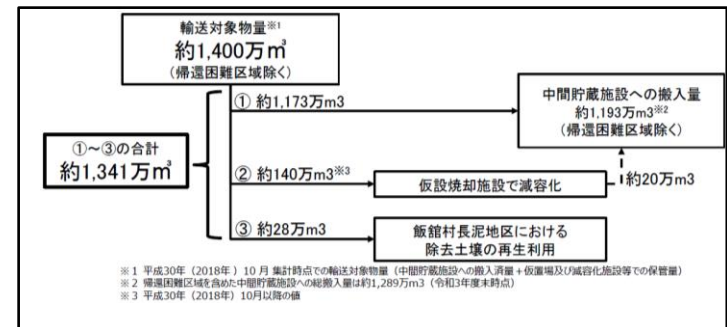 輸送対象物量※1
約1,400万㎥
(帰還困難区域除く)
① 約1,173万m3
中間貯蔵施設への搬入量
約1,193万m3※2
(帰還困難区域除く)
①～③の合計
約1,341万㎥
② 約140万m3※3
仮設焼却施設で減容化
約20万m3
③ 約28万m3
飯舘村長泥地区における
除去土壌の再生利用
※1 平成30年（2018年）10 月 集計時点での輸送対象物量（中間貯蔵施設への搬入済量＋仮置場及び減容化施設等での保管量）
※2 帰還困難区域を含めた中間貯蔵施設への総搬入量は約1,289万m3（令和3年度末時点）
※3 平成30年（2018年）10月以降の値